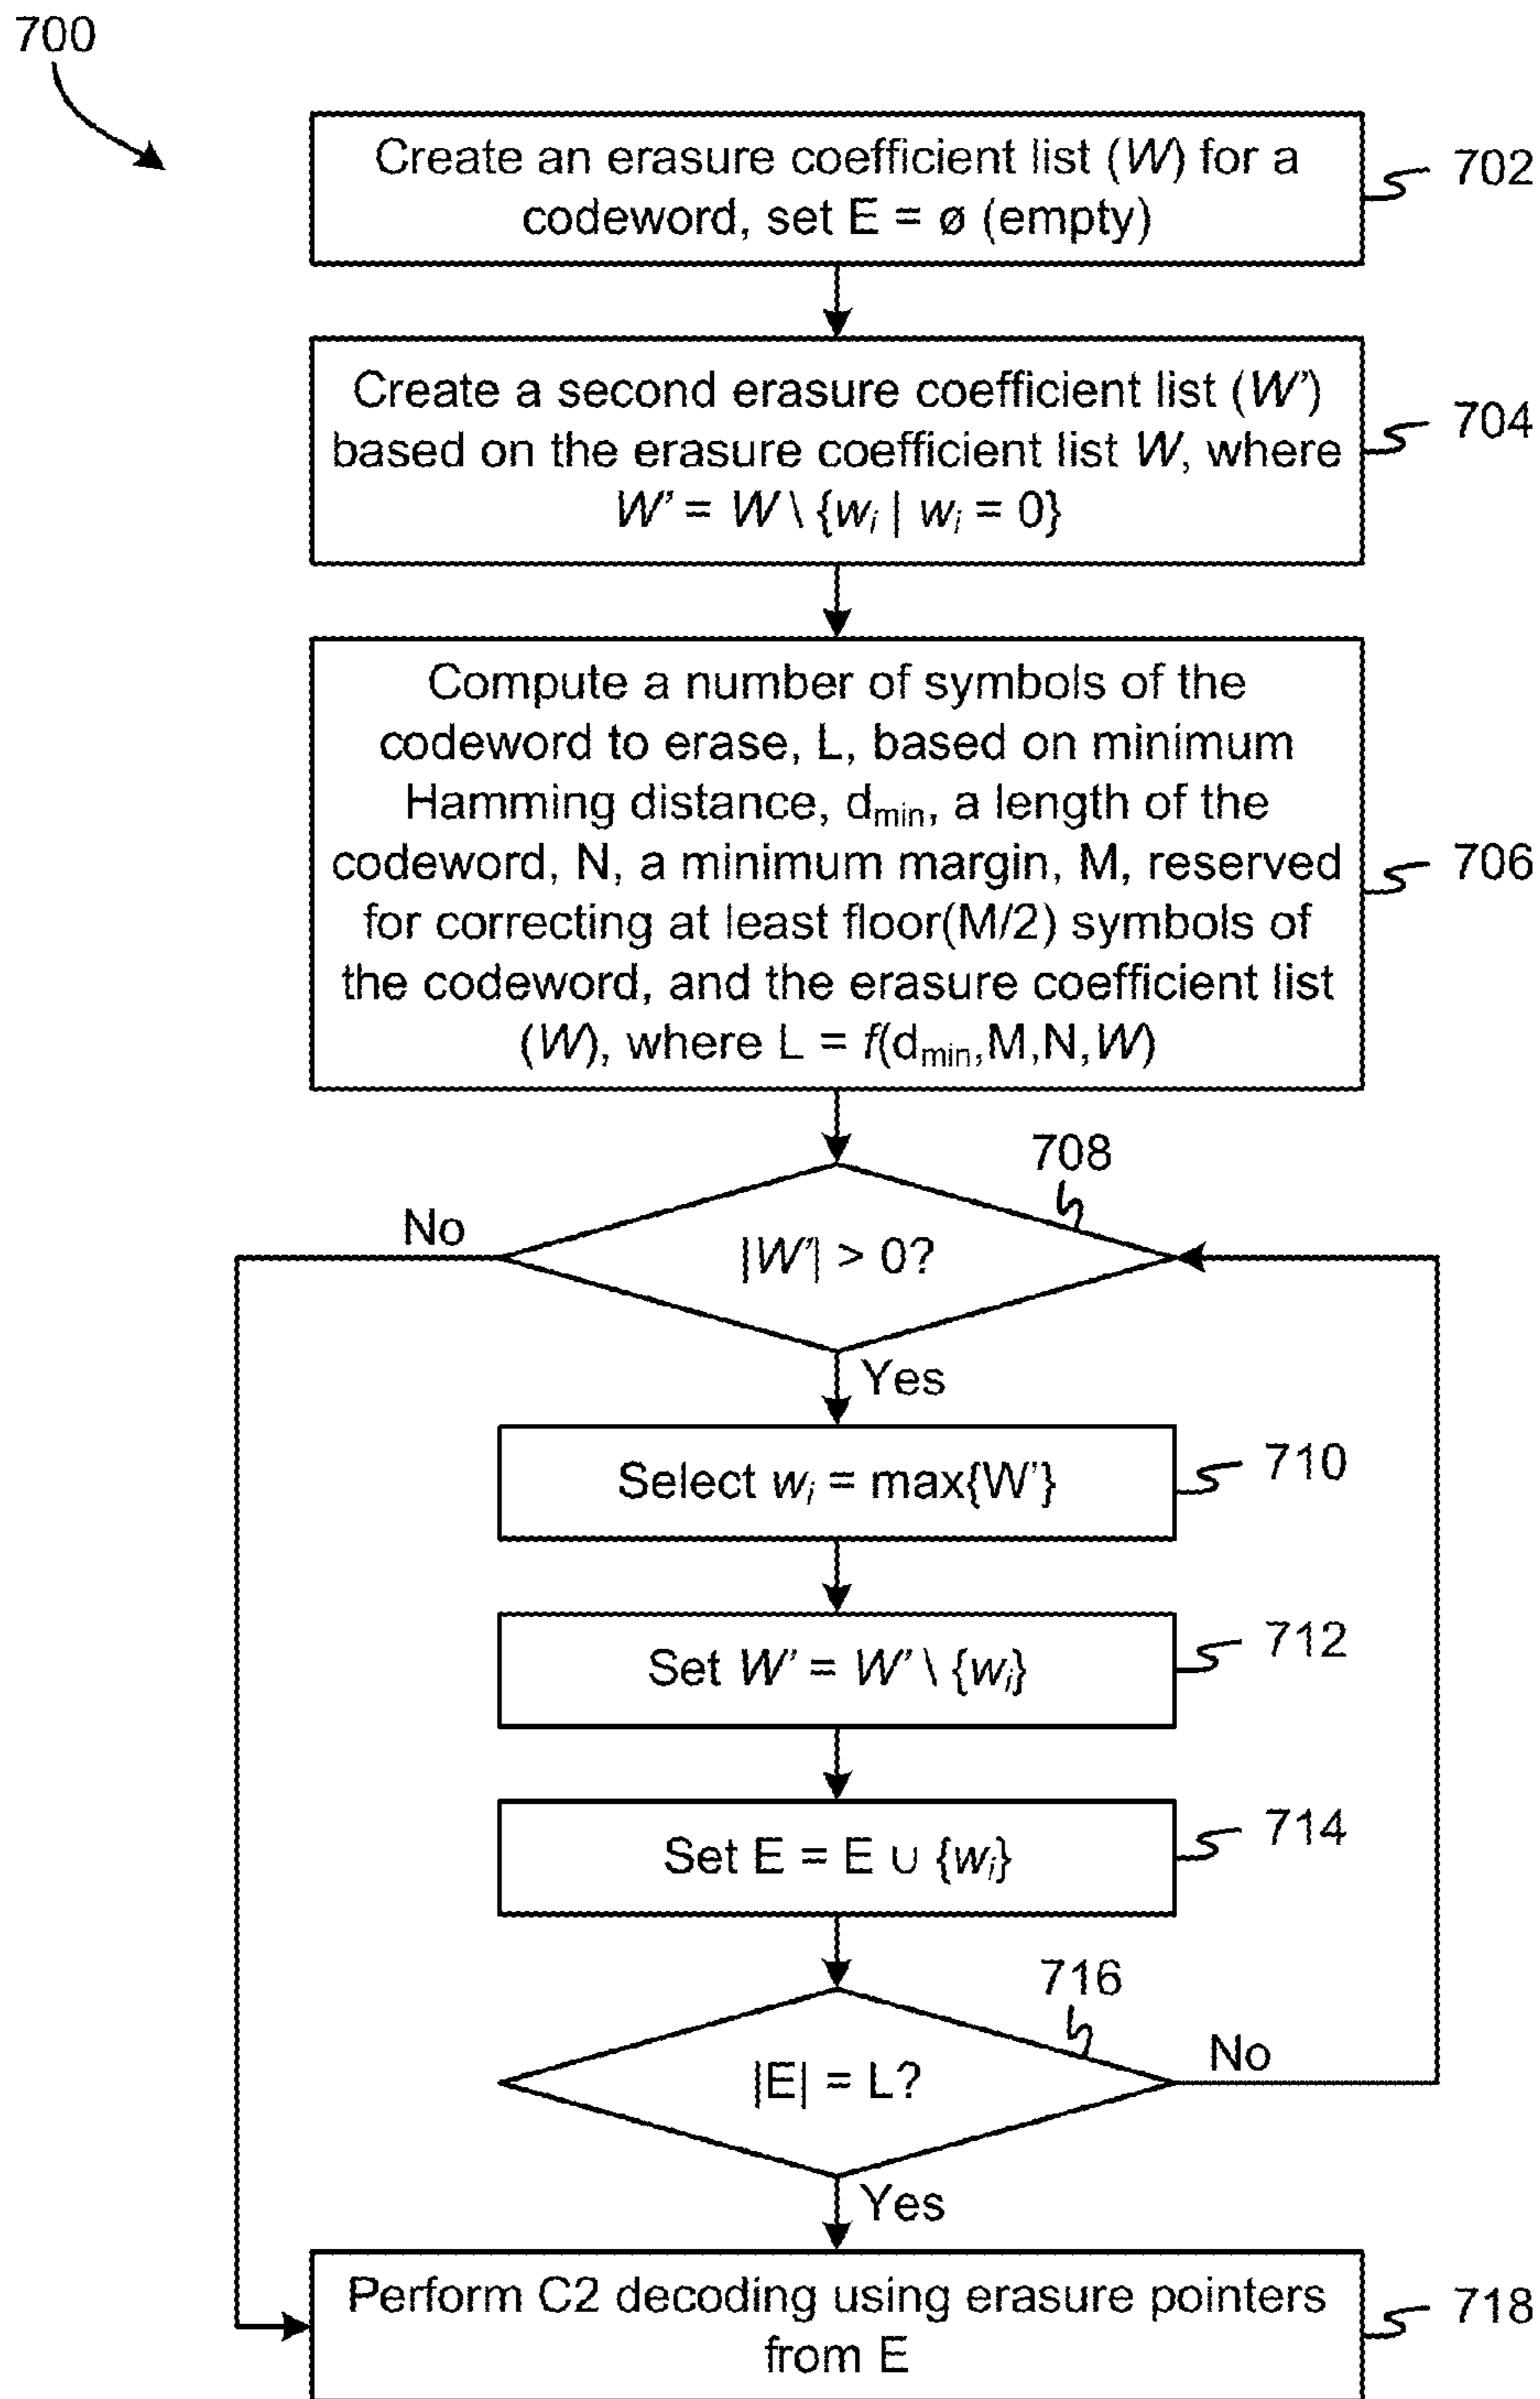 700
Create an erasure coefficient list (W) for a
codeword, set E = ø (empty)
702
Create a second erasure coefficient list (W')
based on the erasure coefficient list W, where
W' = W \ {wᵢ | wᵢ = 0}
704
Compute a number of symbols of the
codeword to erase, L, based on minimum
Hamming distance, dₘᵢₙ, a length of the
codeword, N, a minimum margin, M, reserved
for correcting at least floor(M/2) symbols of
the codeword, and the erasure coefficient list
(W), where L = f(dₘᵢₙ,M,N,W)
706
708
|W'| > 0?
No
Yes
Select wᵢ = max{W'}
710
Set W' = W' \ {wᵢ}
712
Set E = E ∪ {wᵢ}
714
716
|E| = L?
No
Yes
Perform C2 decoding using erasure pointers
from E
718